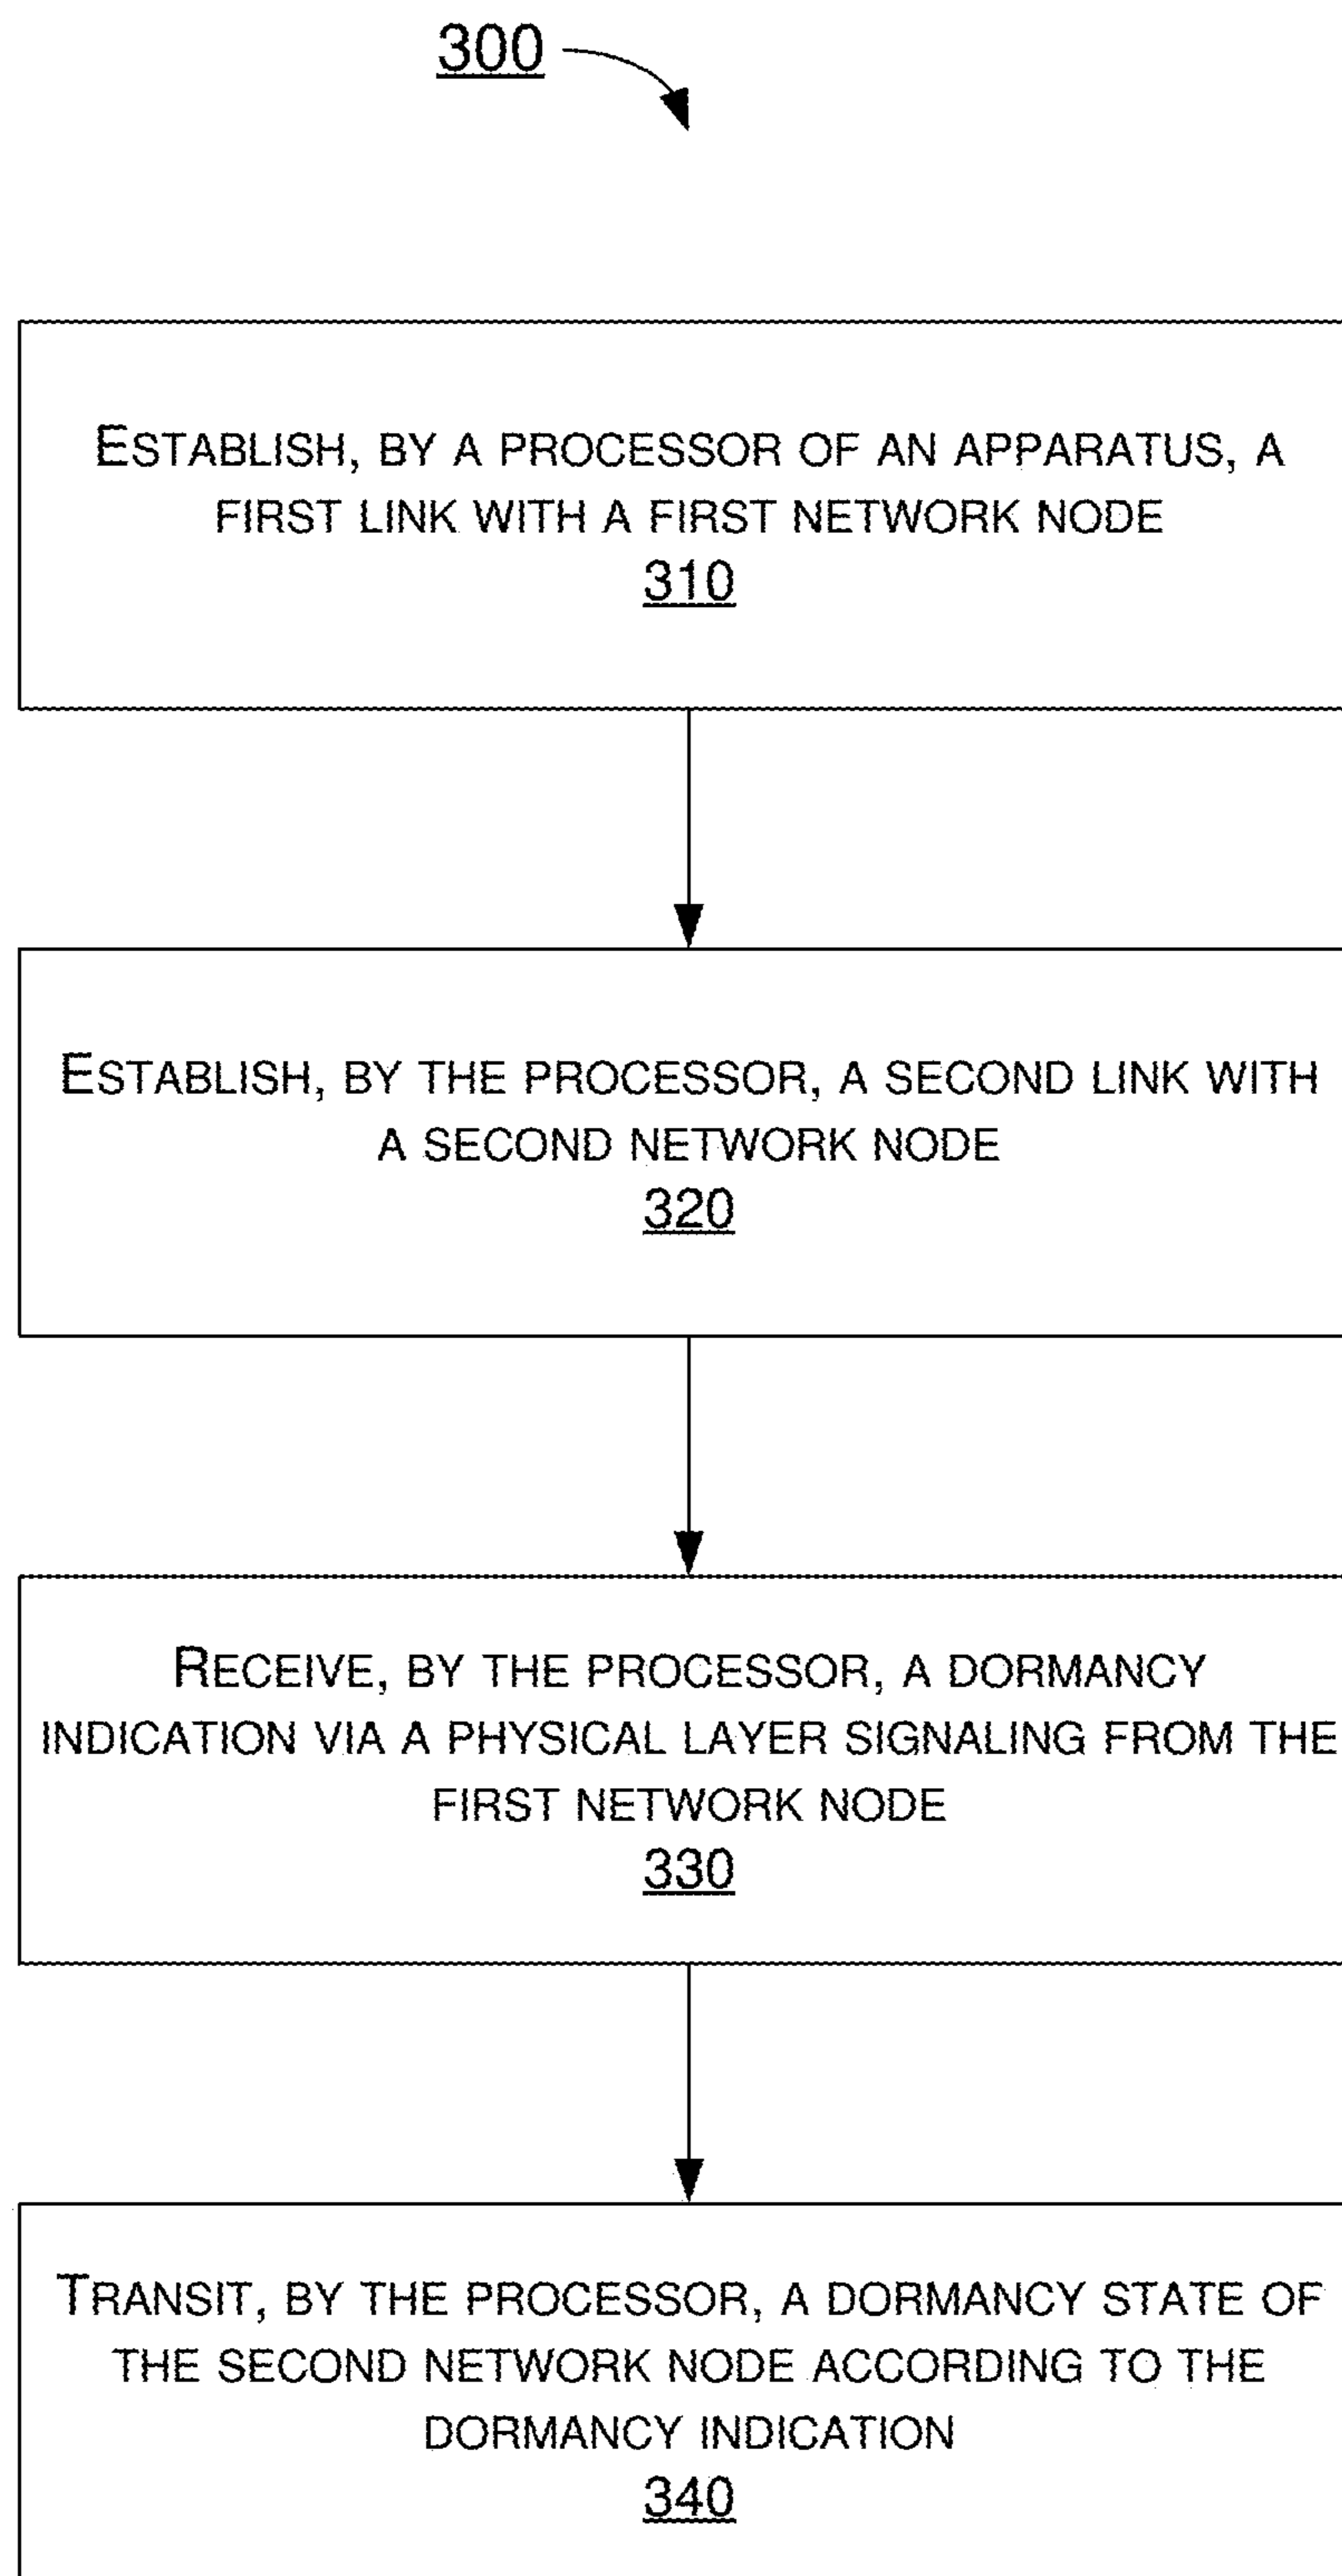 300
ESTABLISH, BY A PROCESSOR OF AN APPARATUS, A
FIRST LINK WITH A FIRST NETWORK NODE
310
ESTABLISH, BY THE PROCESSOR, A SECOND LINK WITH
A SECOND NETWORK NODE
320
RECEIVE, BY THE PROCESSOR, A DORMANCY
INDICATION VIA A PHYSICAL LAYER SIGNALING FROM THE
FIRST NETWORK NODE
330
TRANSIT, BY THE PROCESSOR, A DORMANCY STATE OF
THE SECOND NETWORK NODE ACCORDING TO THE
DORMANCY INDICATION
340